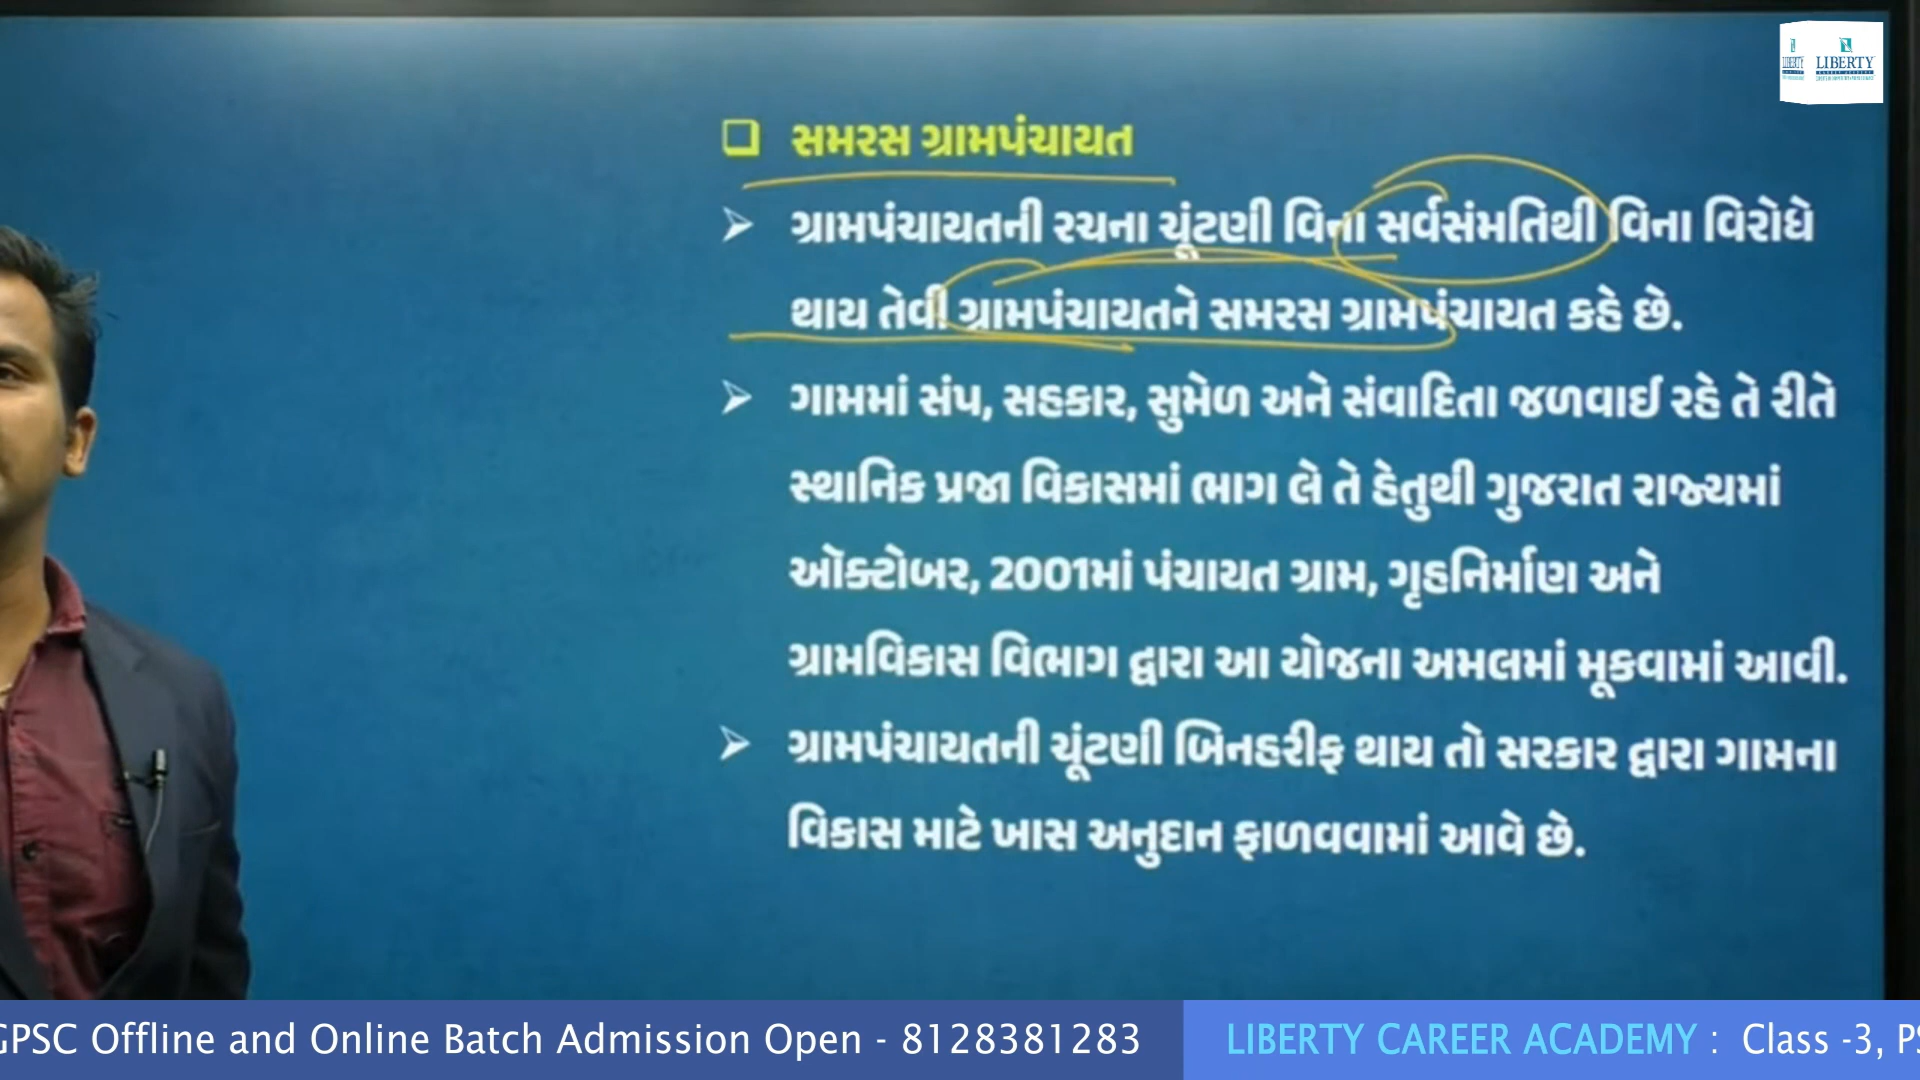 LIBERTY
❑ સમરસ ગ્રામપંચાયત
➢ ગ્રામપંચાયતની રચના ચૂંટણી વિના સર્વસંમતિથી વિના વિરોધે
થાય તેવી ગ્રામપંચાયતને સમરસ ગ્રામપંચાયત કહે છે.
➢ ગામમાં સંપ, સહકાર, સુમેળ અને સંવાદિતા જળવાઈ રહે તે રીતે
સ્થાનિક પ્રજા વિકાસમાં ભાગ લે તે હેતુથી ગુજરાત રાજ્યમાં
ઓક્ટોબર, 2001માં પંચાયત ગ્રામ, ગૃહનિર્માણ અને
ગ્રામવિકાસ વિભાગ દ્વારા આ યોજના અમલમાં મૂકવામાં આવી.
➢ ગ્રામપંચાયતની ચૂંટણી બિનહરીફ થાય તો સરકાર દ્વારા ગામના
વિકાસ માટે ખાસ અનુદાન ફાળવવામાં આવે છે.
GPSC Offline and Online Batch Admission Open - 8128381283 LIBERTY CAREER ACADEMY : Class -3, PS